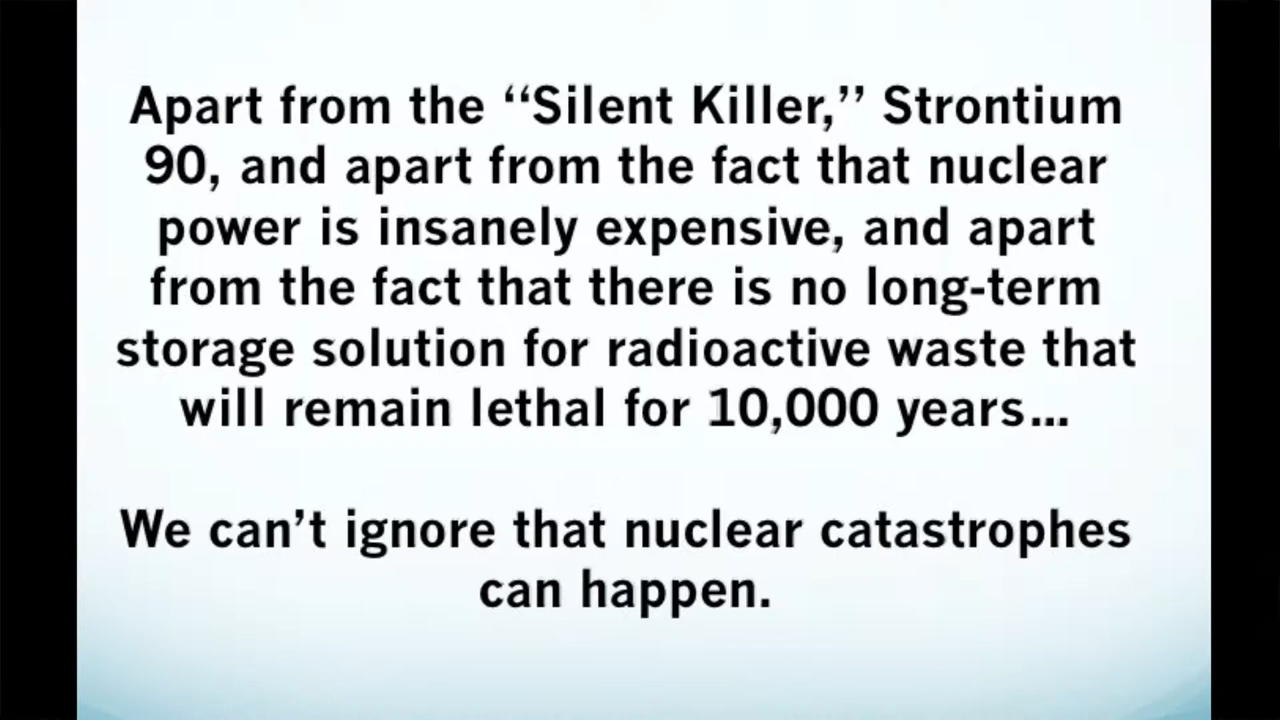 Apart from the “Silent Killer,” Strontium
90, and apart from the fact that nuclear
power is insanely expensive, and apart
from the fact that there is no long-term
storage solution for radioactive waste that
will remain lethal for 10,000 years…
We can’t ignore that nuclear catastrophes
can happen.